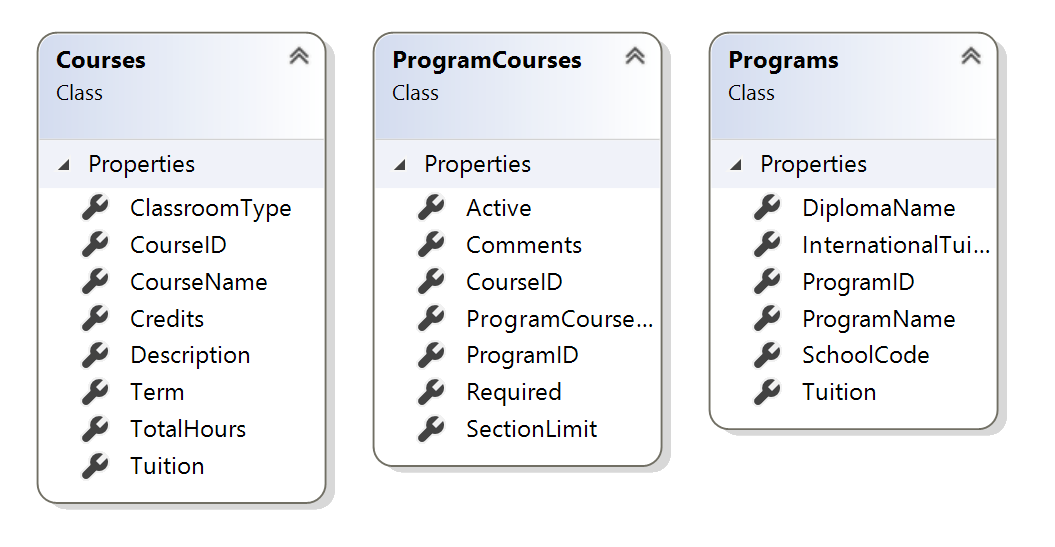 Courses
Class
Properties
ClassroomType
CourseID
CourseName
Credits
Description
Term
TotalHours
Tuition
ProgramCourses
Class
Properties
Active
Comments
CourseID
ProgramCourse...
ProgramID
Required
SectionLimit
Programs
Class
Properties
DiplomaName
InternationalTui...
ProgramID
ProgramName
SchoolCode
Tuition